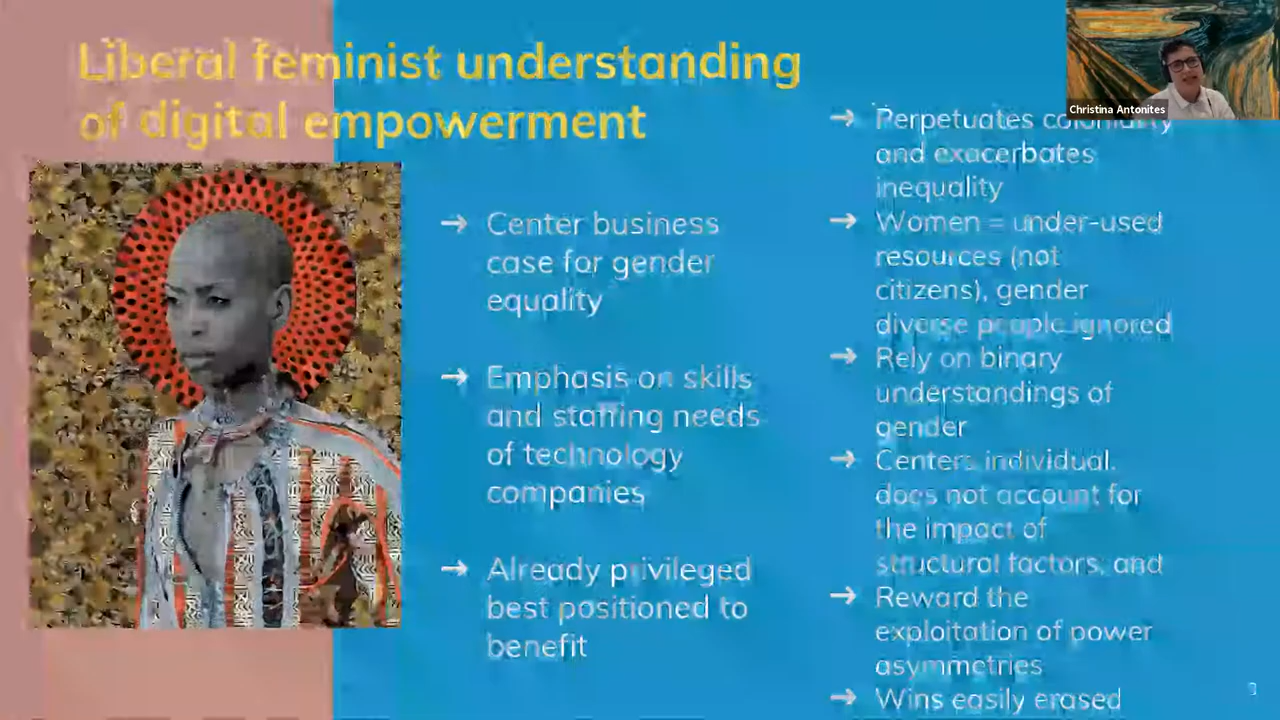 Liberal feminist understanding
of digital empowerment
Christina Antonites
→ Center business
case for gender
equality
→ Emphasis on skills
and staffing needs
of technology
companies
→ Already privileged
best positioned to
benefit
→ Perpetuates coloniality
and exacerbates
inequality
→ Women = under-used
resources (not
citizens), gender
diverse people ignored
→ Rely on binary
understandings of
gender
→ Centers individual,
does not account for
the impact of
structural factors, and
→ Reward the
exploitation of power
asymmetries
→ Wins easily erased